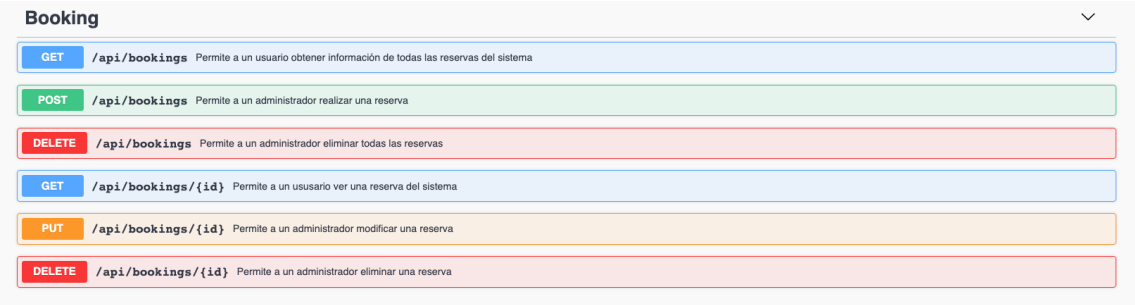 Booking
GET /api/bookings Permite a un usuario obtener información de todas las reservas del sistema
POST /api/bookings Permite a un administrador realizar una reserva
DELETE /api/bookings Permite a un administrador eliminar todas las reservas
GET /api/bookings/{id} Permite a un ususario ver una reserva del sistema
PUT /api/bookings/{id} Permite a un administrador modificar una reserva
DELETE /api/bookings/{id} Permite a un administrador eliminar una reserva